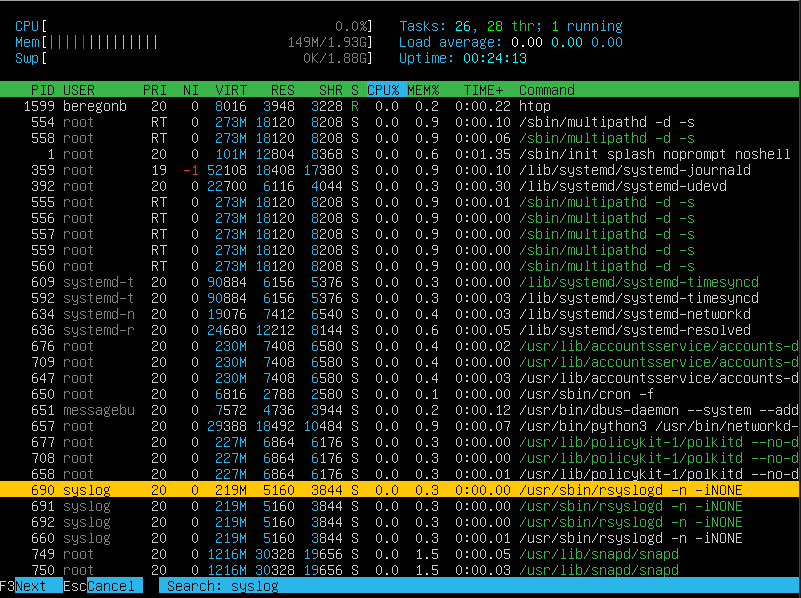 CPU[ 0.0%] Tasks: 26, 28 thr; 1 running
Mem[|||||||||||||| 149M/1.93G] Load average: 0.00 0.00 0.00
Swp[ 0K/1.88G] Uptime: 00:24:13
PID USER PRI NI VIRT RES SHR S CPU% MEM% TIME+ Command
1599 beregonb 20 0 8016 3948 3228 R 0.0 0.2 0:00.22 htop
554 root RT 0 273M 18120 8208 S 0.0 0.9 0:00.10 /sbin/multipathd -d -s
558 root RT 0 273M 18120 8208 S 0.0 0.9 0:00.06 /sbin/multipathd -d -s
1 root 20 0 101M 12804 8368 S 0.0 0.6 0:01.35 /sbin/init splash noprompt noshell
359 root 19 -1 52108 18408 17380 S 0.0 0.9 0:00.10 /lib/systemd/systemd-journald
392 root 20 0 22700 6116 4044 S 0.0 0.3 0:00.30 /lib/systemd/systemd-udevd
555 root RT 0 273M 18120 8208 S 0.0 0.9 0:00.01 /sbin/multipathd -d -s
556 root RT 0 273M 18120 8208 S 0.0 0.9 0:00.00 /sbin/multipathd -d -s
557 root RT 0 273M 18120 8208 S 0.0 0.9 0:00.00 /sbin/multipathd -d -s
559 root RT 0 273M 18120 8208 S 0.0 0.9 0:00.00 /sbin/multipathd -d -s
560 root RT 0 273M 18120 8208 S 0.0 0.9 0:00.00 /sbin/multipathd -d -s
609 systemd-t 20 0 90884 6156 5376 S 0.0 0.3 0:00.00 /lib/systemd/systemd-timesyncd
592 systemd-t 20 0 90884 6156 5376 S 0.0 0.3 0:00.03 /lib/systemd/systemd-timesyncd
634 systemd-n 20 0 19076 7412 6540 S 0.0 0.4 0:00.03 /lib/systemd/systemd-networkd
636 systemd-r 20 0 24680 12212 8144 S 0.0 0.6 0:00.05 /lib/systemd/systemd-resolved
676 root 20 0 230M 7408 6580 S 0.0 0.4 0:00.02 /usr/lib/accountsservice/accounts-d
709 root 20 0 230M 7408 6580 S 0.0 0.4 0:00.00 /usr/lib/accountsservice/accounts-d
647 root 20 0 230M 7408 6580 S 0.0 0.4 0:00.03 /usr/lib/accountsservice/accounts-d
650 root 20 0 6816 2788 2580 S 0.0 0.1 0:00.00 /usr/sbin/cron -f
651 messagebu 20 0 7572 4736 3944 S 0.0 0.2 0:00.12 /usr/bin/dbus-daemon --system --add
657 root 20 0 29388 18492 10484 S 0.0 0.9 0:00.07 /usr/bin/python3 /usr/bin/networkd-
677 root 20 0 227M 6864 6176 S 0.0 0.3 0:00.00 /usr/lib/policykit-1/polkitd --no-d
708 root 20 0 227M 6864 6176 S 0.0 0.3 0:00.00 /usr/lib/policykit-1/polkitd --no-d
658 root 20 0 227M 6864 6176 S 0.0 0.3 0:00.01 /usr/lib/policykit-1/polkitd --no-d
690 syslog 20 0 219M 5160 3844 S 0.0 0.3 0:00.00 /usr/sbin/rsyslogd -n -iNONE
691 syslog 20 0 219M 5160 3844 S 0.0 0.3 0:00.00 /usr/sbin/rsyslogd -n -iNONE
692 syslog 20 0 219M 5160 3844 S 0.0 0.3 0:00.00 /usr/sbin/rsyslogd -n -iNONE
660 syslog 20 0 219M 5160 3844 S 0.0 0.3 0:00.01 /usr/sbin/rsyslogd -n -iNONE
749 root 20 0 1216M 30328 19656 S 0.0 1.5 0:00.05 /usr/lib/snapd/snapd
750 root 20 0 1216M 30328 19656 S 0.0 1.5 0:00.03 /usr/lib/snapd/snapd
F3Next EscCancel Search: syslog